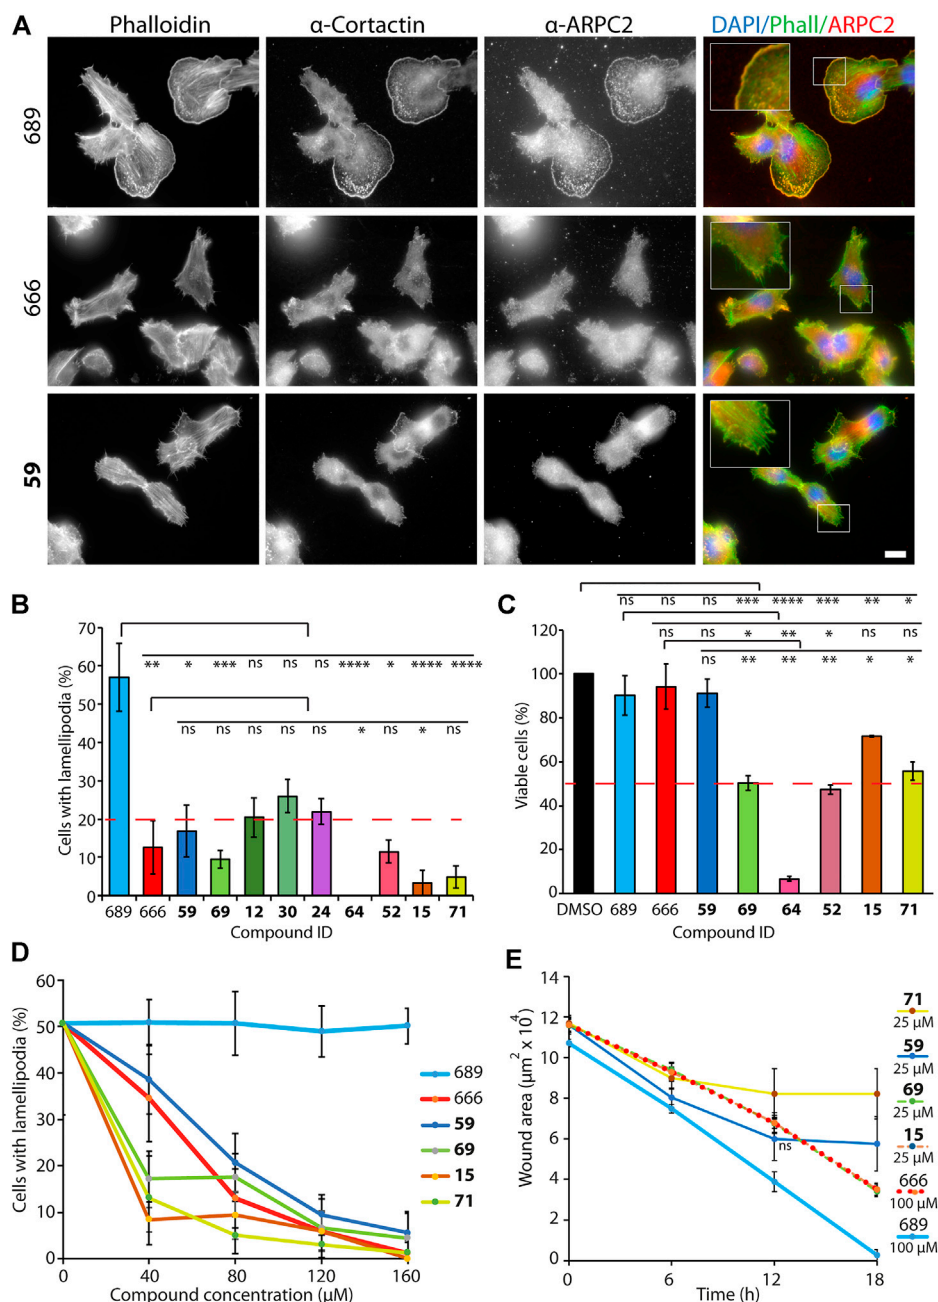 A
Phalloidin
α-Cortactin
α-ARPC2
DAPI/Phall/ARPC2
689
666
59
B
Cells with lamellipodia (%)
70
60
50
40
30
20
10
0
** * *** ns ns ns **** * **** ****
ns ns ns ns ns * ns * ns
689 666 59 69 12 30 24 64 52 15 71
Compound ID
C
Viable cells (%)
120
100
80
60
40
20
0
ns ns ns *** **** *** ** *
ns ns * ** * ns ns
ns ** ** ** * *
DMSO 689 666 59 69 64 52 15 71
Compound ID
D
Cells with lamellipodia (%)
60
50
40
30
20
10
0
0 40 80 120 160
Compound concentration (μM)
689
666
59
69
15
71
E
Wound area (μm² x 10⁴)
14
12
10
8
6
4
2
0
ns
0 6 12 18
Time (h)
71
25 μM
59
25 μM
69
25 μM
15
25 μM
666
100 μM
689
100 μM